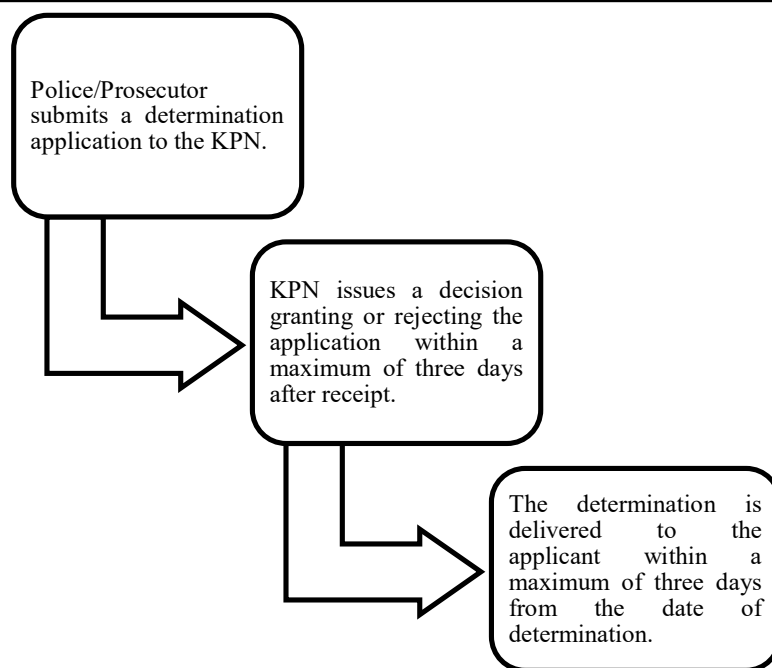 Police/Prosecutor
submits a determination
application to the KPN.
KPN issues a decision
granting or rejecting the
application within a
maximum of three days
after receipt.
The determination is
delivered to the
applicant within a
maximum of three days
from the date of
determination.